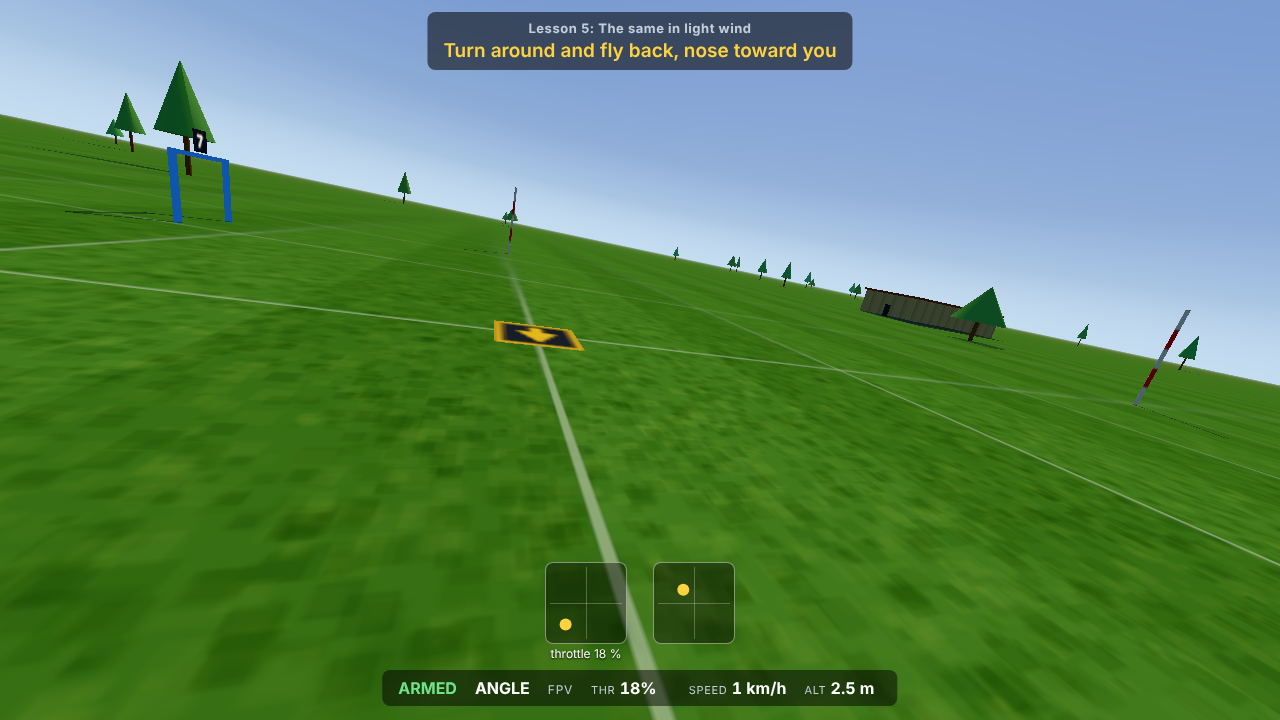 Lesson 5: The same in light wind
Turn around and fly back, nose toward you
7
throttle 18 %
ARMED ANGLE FPV THR 18% SPEED 1 km/h ALT 2.5 m